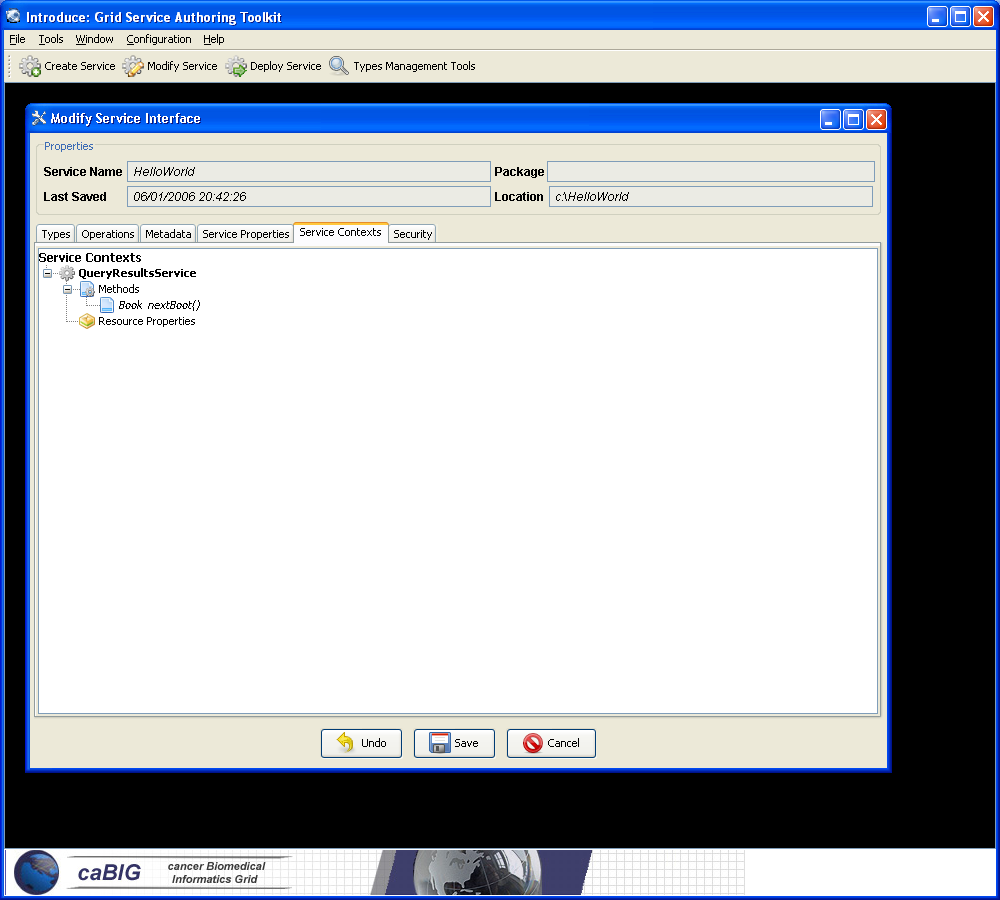 Introduce: Grid Service Authoring Toolkit
File Tools Window Configuration Help
Create Service Modify Service Deploy Service Types Management Tools
Modify Service Interface
Properties
Service Name HelloWorld Package
Last Saved 06/01/2006 20:42:26 Location c:\HelloWorld
Types Operations Metadata Service Properties Service Contexts Security
Service Contexts
QueryResultsService
Methods
Book nextBoot()
Resource Properties
Undo Save Cancel
caBIG cancer Biomedical
Informatics Grid